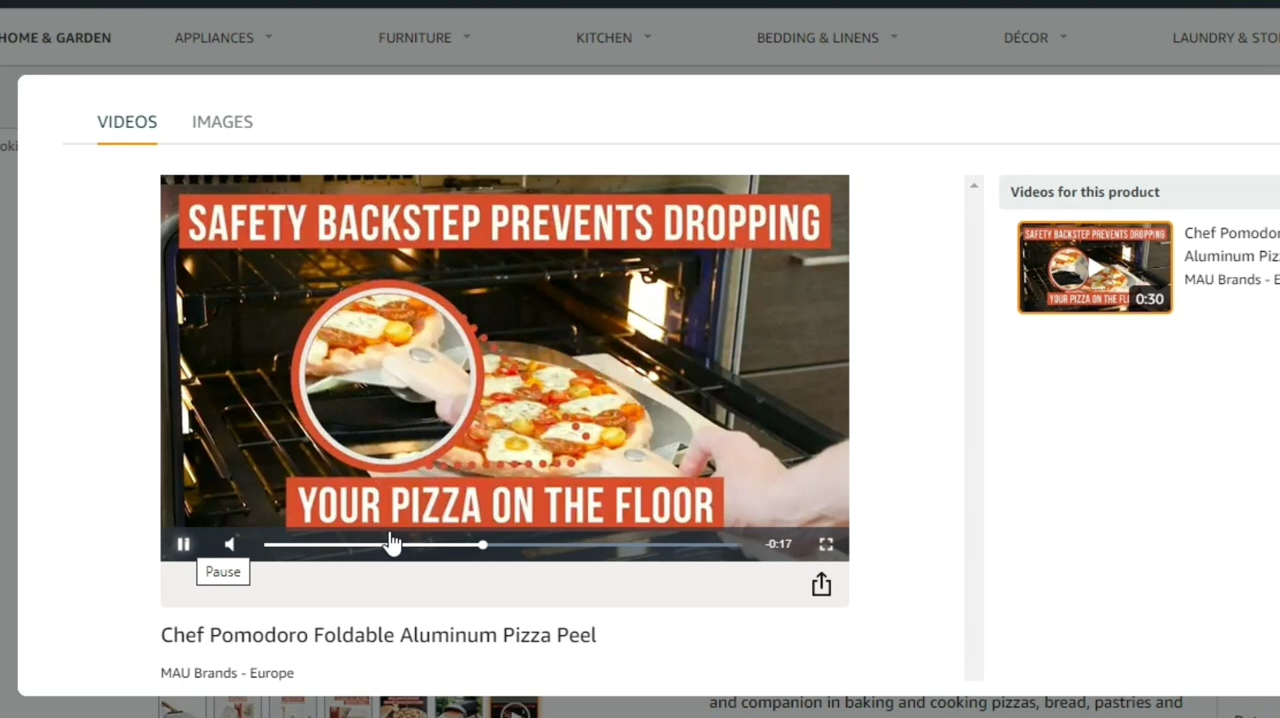 HOME & GARDEN APPLIANCES FURNITURE KITCHEN BEDDING & LINENS DÉCOR LAUNDRY & STO
oki
VIDEOS IMAGES
SAFETY BACKSTEP PREVENTS DROPPING
YOUR PIZZA ON THE FLOOR
-0:17
Pause
Chef Pomodoro Foldable Aluminum Pizza Peel
MAU Brands - Europe
Videos for this product
SAFETY BACKSTEP PREVENTS DROPPING
YOUR PIZZA ON THE FL
0:30
Chef Pomodor
Aluminum Piz
MAU Brands - E
and companion in baking and cooking pizzas, bread, pastries and